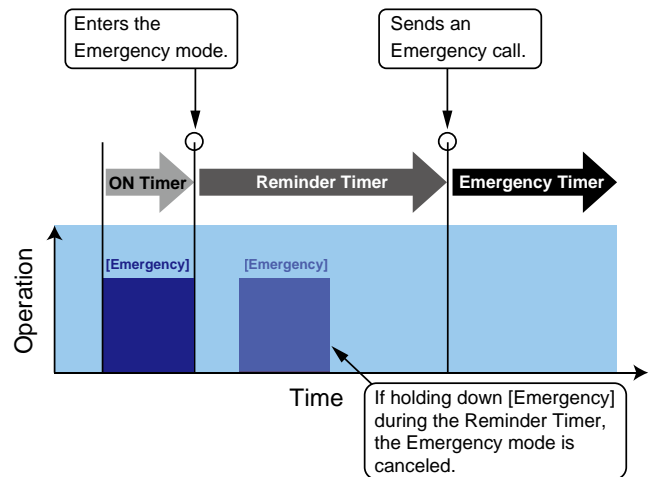 Enters the
Emergency mode.
Sends an
Emergency call.
ON Timer
Reminder Timer
Emergency Timer
[Emergency]
[Emergency]
Operation
Time
If holding down [Emergency]
during the Reminder Timer,
the Emergency mode is
canceled.